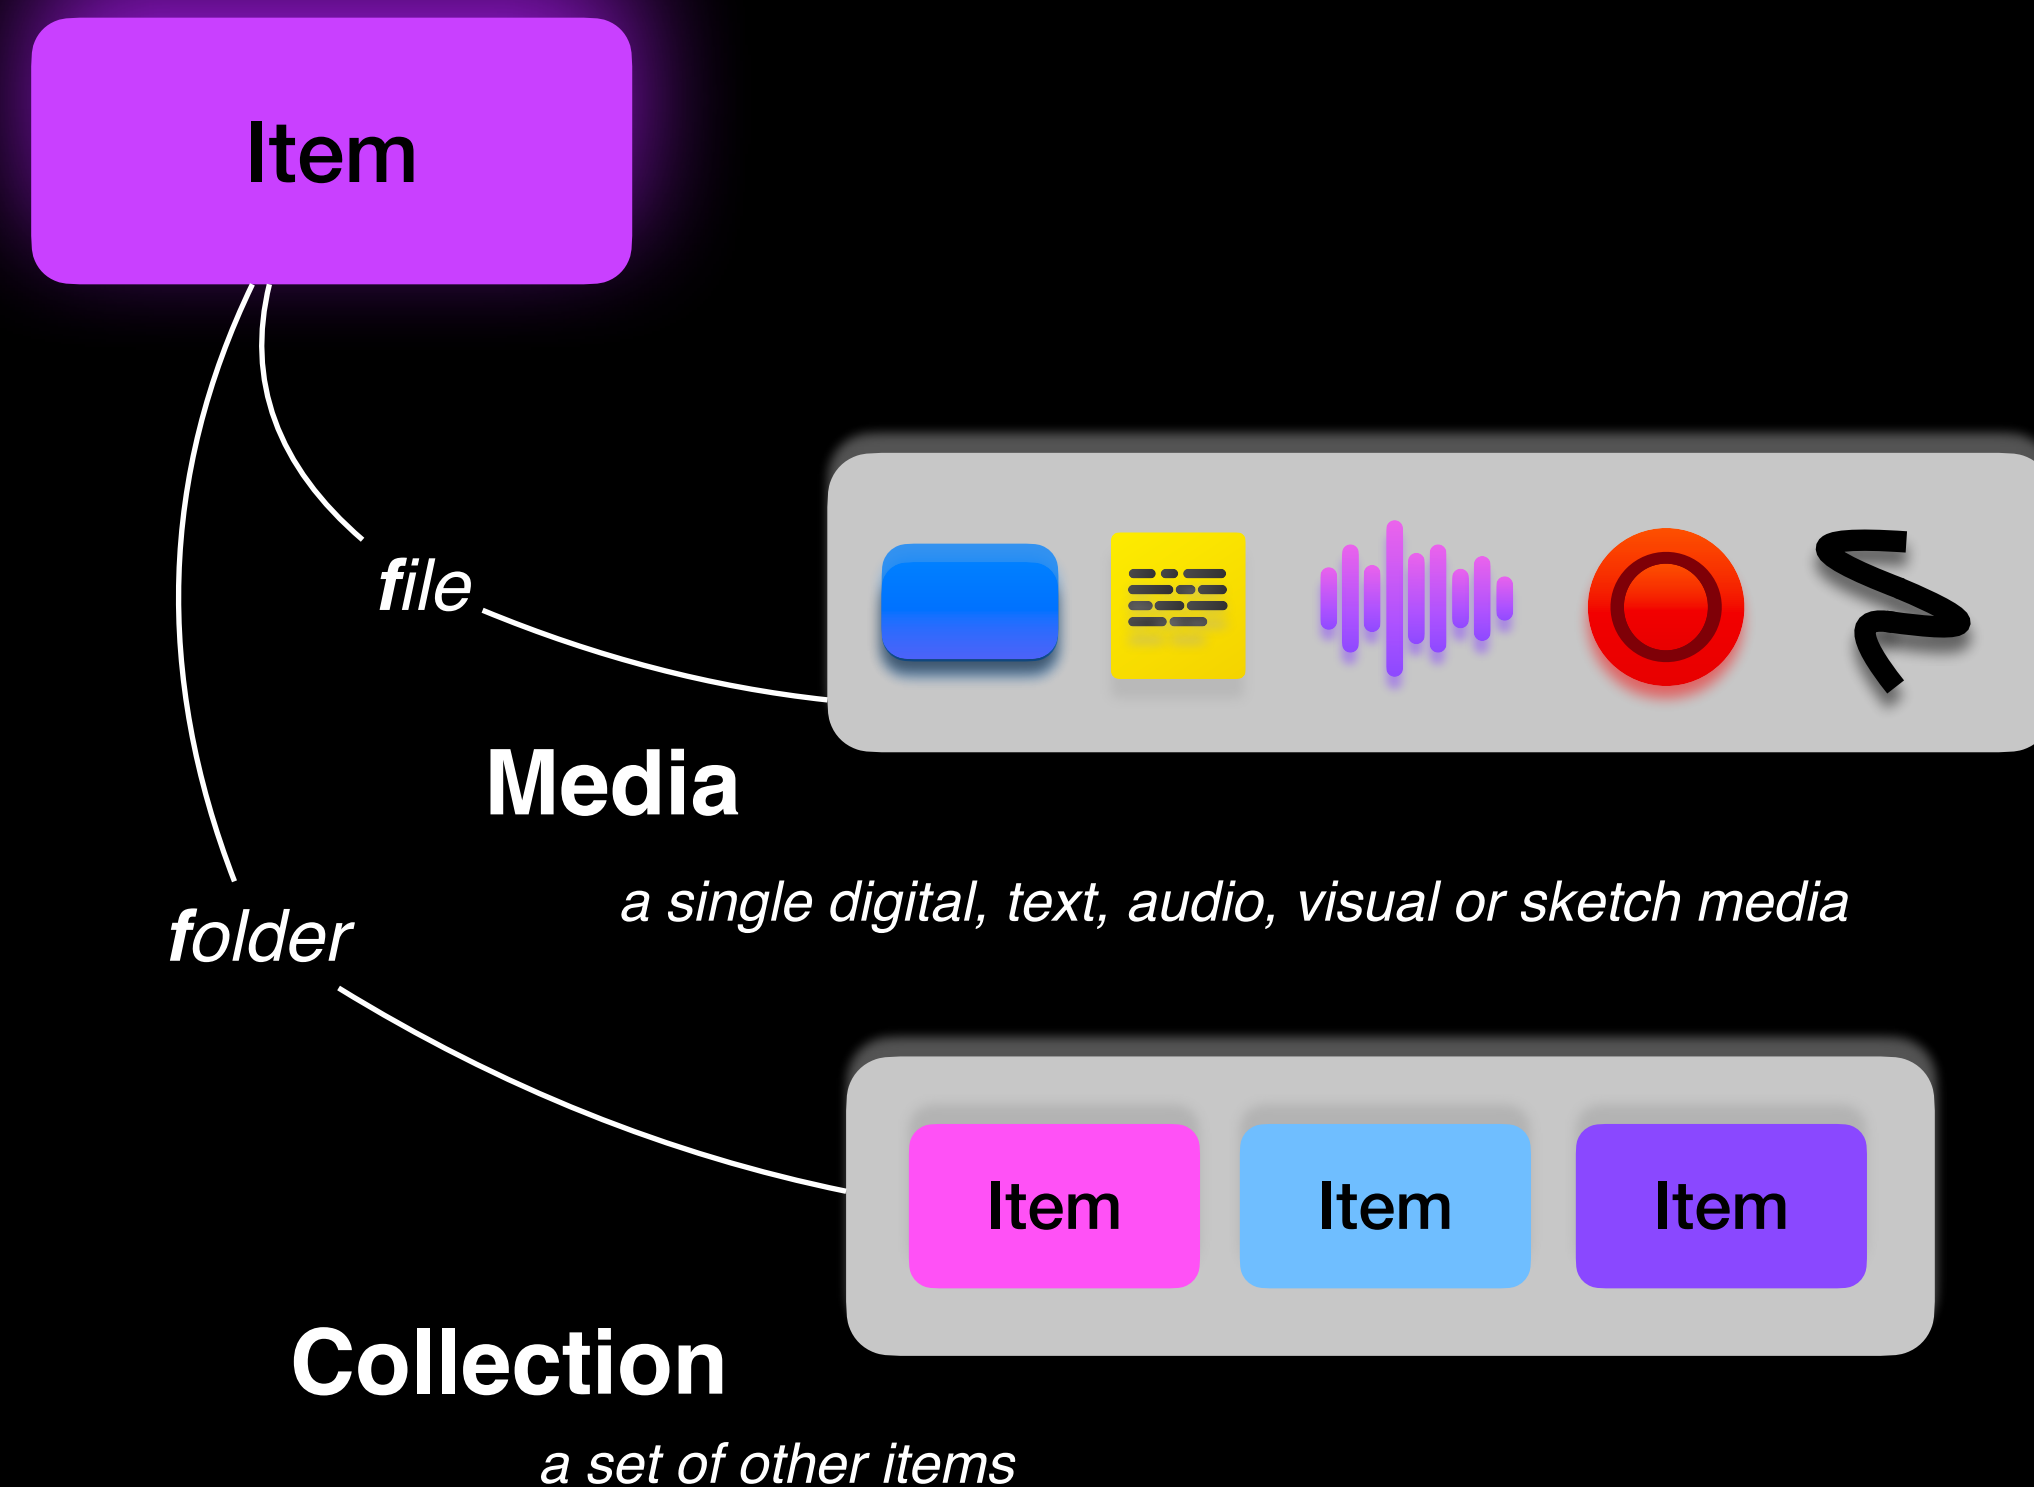 Item
file
Media
a single digital, text, audio, visual or sketch media
folder
Item Item Item
Collection
a set of other items